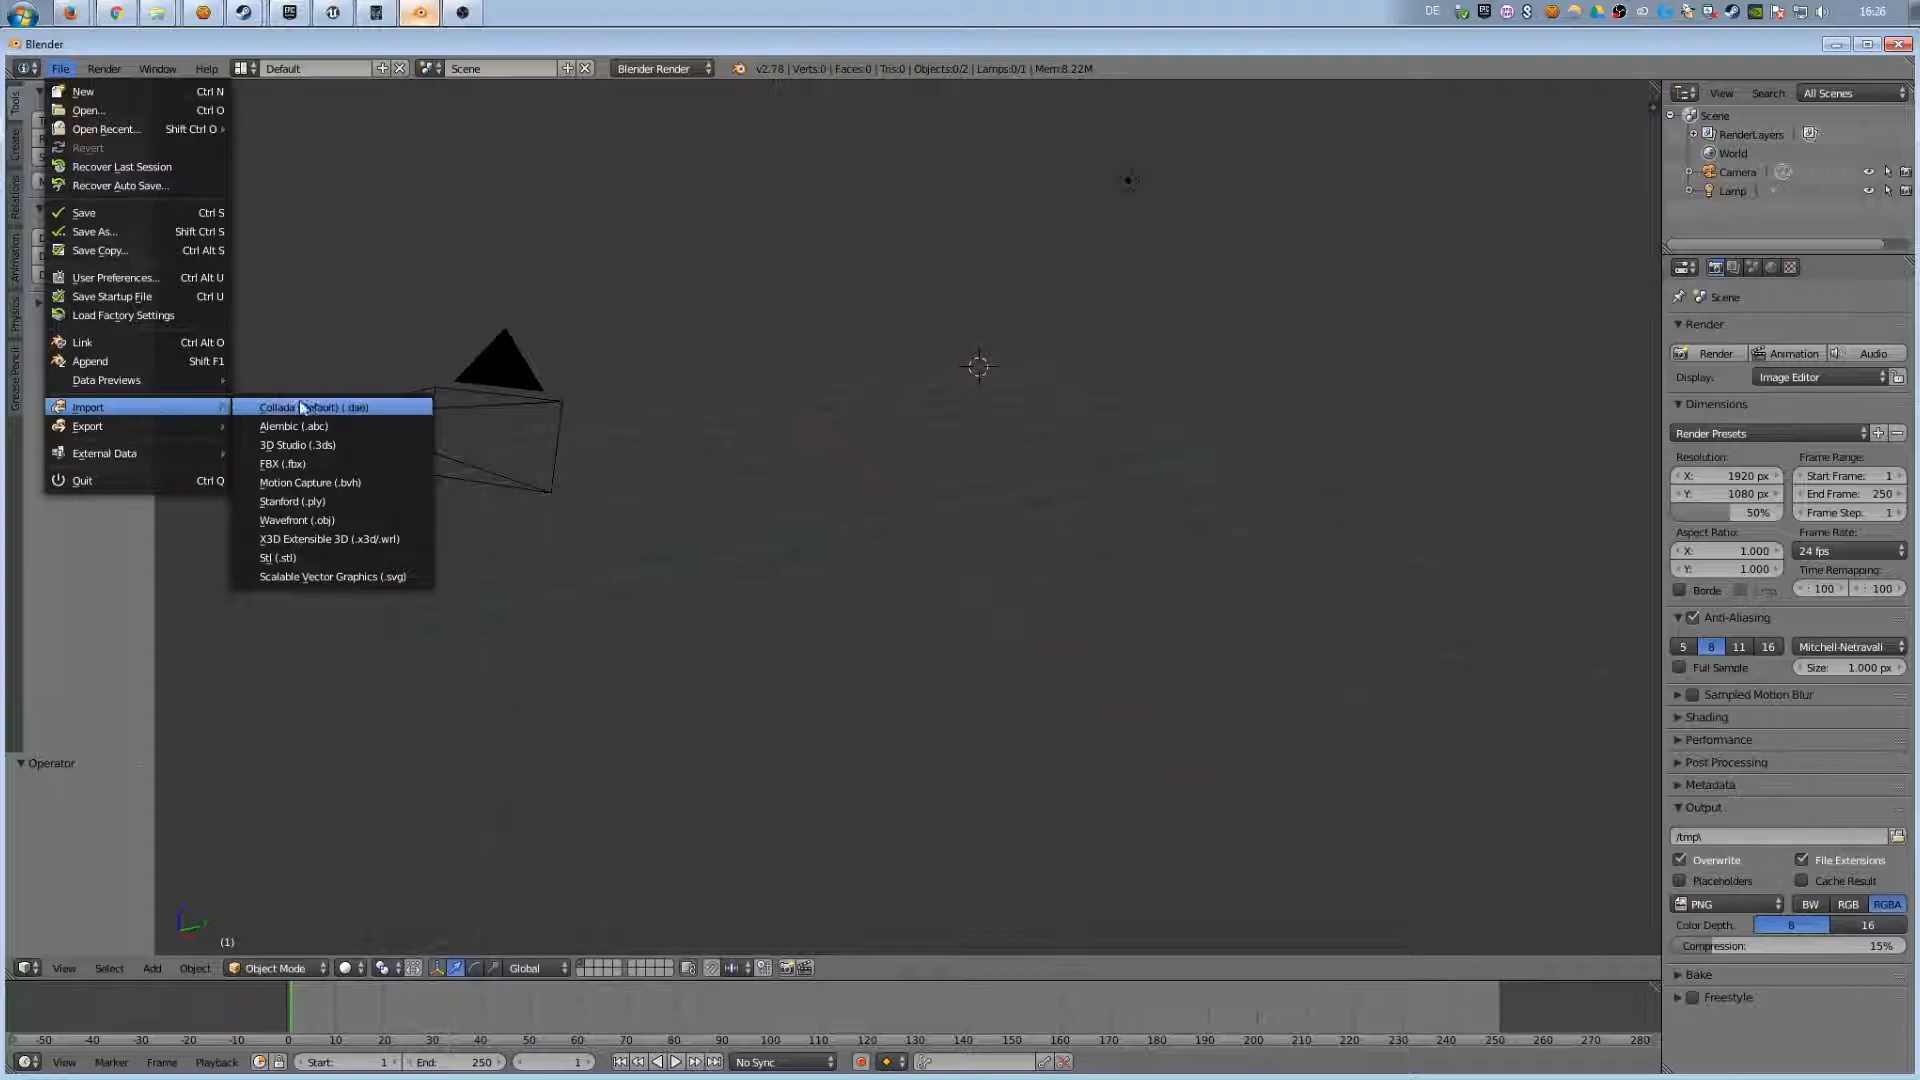 DE
16:26
Blender
File Render Window Help Default Scene Blender Render v2.78 | Verts:0 | Faces:0 | Tris:0 | Objects:0/2 | Lamps:0/1 | Mem:8.22M
New Ctrl N
Open... Ctrl O
Open Recent... Shift Ctrl O
Revert
Recover Last Session
Recover Auto Save...
Save Ctrl S
Save As... Shift Ctrl S
Save Copy... Ctrl Alt S
User Preferences... Ctrl Alt U
Save Startup File Ctrl U
Load Factory Settings
Link Ctrl Alt O
Append Shift F1
Data Previews
Import
Export
External Data
Quit Ctrl Q
(.dae)
Alembic (.abc)
3D Studio (.3ds)
FBX (.fbx)
Motion Capture (.bvh)
Stanford (.ply)
Wavefront (.obj)
X3D Extensible 3D (.x3d/.wrl)
Stl (.stl)
Scalable Vector Graphics (.svg)
Tools
Create
Relations
Animation
Physics
Grease Pencil
Operator
(1)
View Select Add Object Object Mode Global
-50 -40 -30 -20 -10 0 10 20 30 40 50 60 70 80 90 100 110 120 130 140 150 160 170 180 190 200 210 220 230 240 250 260 270 280
View Marker Frame Playback Start: 1 End: 250 1 No Sync
View Search All Scenes
Scene
RenderLayers
World
Camera
Lamp
Scene
Render
Render Animation Audio
Display: Image Editor
Dimensions
Render Presets
Resolution: Frame Range:
X: 1920 px Start Frame: 1
Y: 1080 px End Frame: 250
50% Frame Step: 1
Aspect Ratio: Frame Rate:
X: 1.000 24 fps
Y: 1.000 Time Remapping:
Borde : 100 : 100
Anti-Aliasing
5 8 11 16 Mitchell-Netravali
Full Sample Size: 1.000 px
Sampled Motion Blur
Shading
Performance
Post Processing
Metadata
Output
/tmp\
Overwrite File Extensions
Placeholders Cache Result
PNG BW RGB RGBA
Color Depth: 8 16
Compression: 15%
Bake
Freestyle